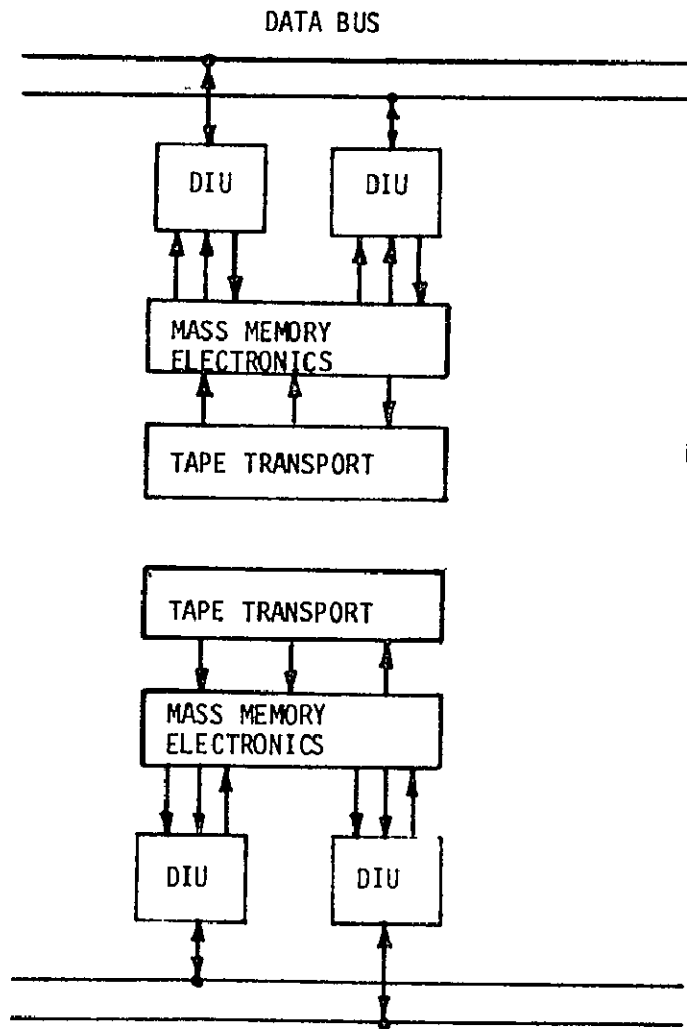 DATA BUS
DIU
DIU
MASS MEMORY
ELECTRONICS
TAPE TRANSPORT
i
TAPE TRANSPORT
MASS MEMORY
ELECTRONICS
DIU
DIU